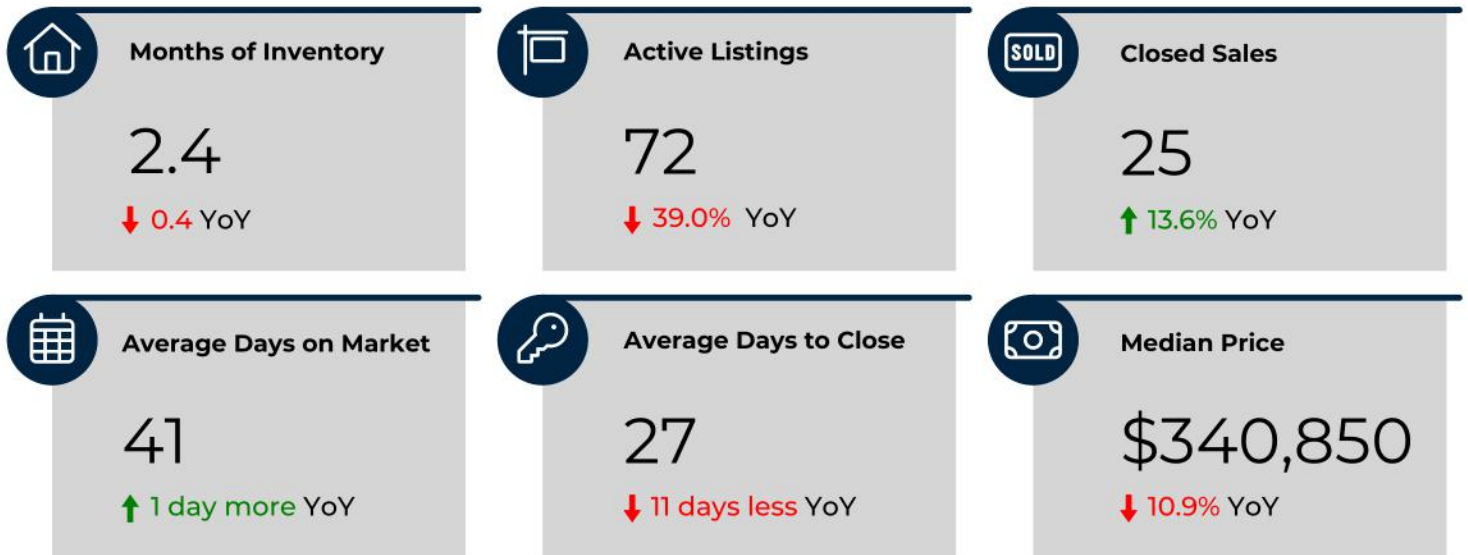 Months of Inventory
2.4
↓ 0.4 YoY
Active Listings
72
↓ 39.0% YoY
SOLD
Closed Sales
25
↑ 13.6% YoY
Average Days on Market
41
↑ 1 day more YoY
Average Days to Close
27
↓ 11 days less YoY
Median Price
$340,850
↓ 10.9% YoY